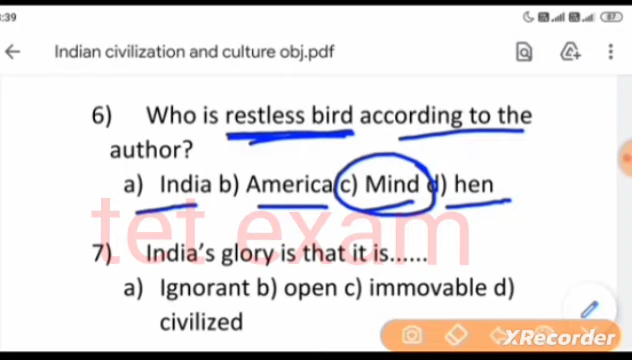 :39
87
Indian civilization and culture obj.pdf
6) Who is restless bird according to the
author?
a) India b) America c) Mind d) hen
tet exam
7) India's glory is that it is......
a) Ignorant b) open c) immovable d)
civilized
XRecorder